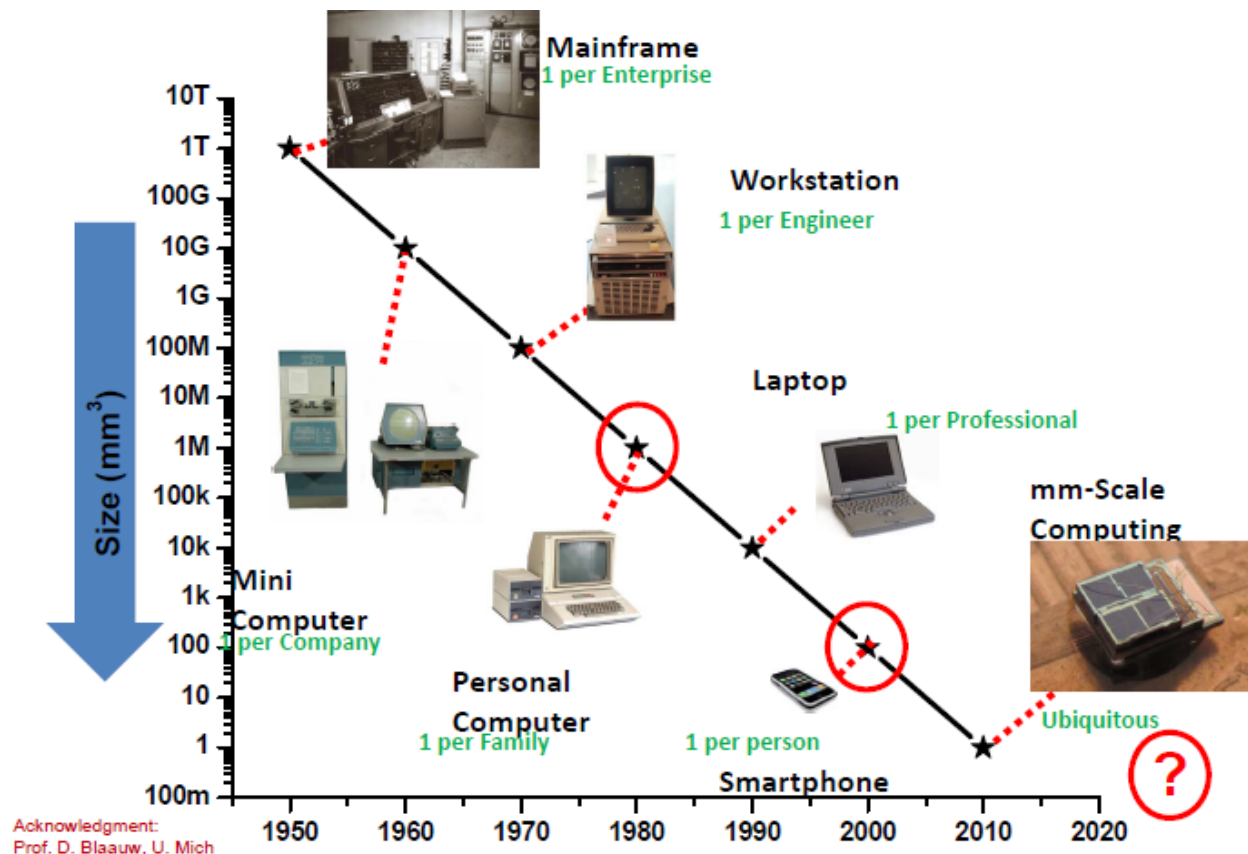 Mainframe
1 per Enterprise
10T
1T
100G
10G
1G
100M
10M
1M
100k
10k
1k
100
10
1
100m
Size (mm³)
Workstation
1 per Engineer
Laptop
1 per Professional
mm-Scale
Computing
Mini
Computer
1 per Company
Personal
Computer
1 per Family
1 per person
Smartphone
Ubiquitous
?
1950
1960
1970
1980
1990
2000
2010
2020
Acknowledgment:
Prof. D. Blaauw, U. Mich